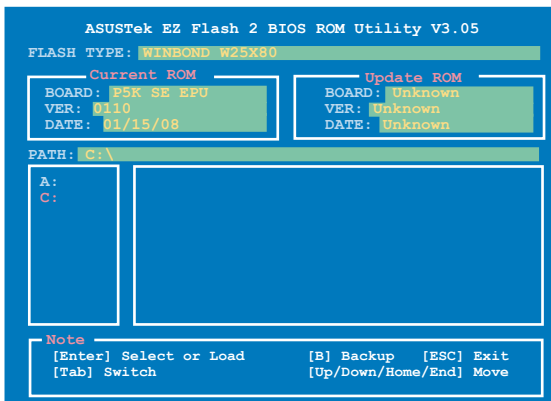 ASUSTek EZ Flash 2 BIOS ROM Utility V3.05
FLASH TYPE: WINBOND W25X80
Current ROM
BOARD: P5K SE EPU
VER: 0110
DATE: 01/15/08
Update ROM
BOARD: Unknown
VER: Unknown
DATE: Unknown
PATH: C:\
A:
C:
Note
[Enter] Select or Load [B] Backup [ESC] Exit
[Tab] Switch [Up/Down/Home/End] Move